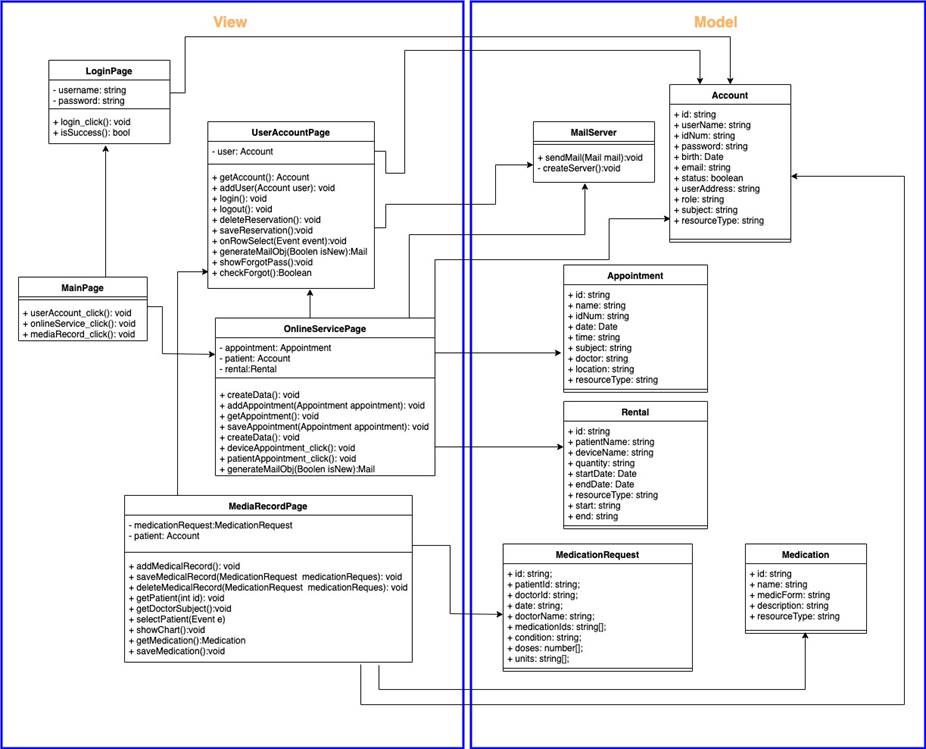 View
LoginPage
- username: string
- password: string
+ login_click(): void
+ isSuccess(): bool
UserAccountPage
- user: Account
+ getAccount(): Account
+ addUser(Account user): void
+ login(): void
+ logout(): void
+ deleteReservation(): void
+ saveReservation():void
+ onRowSelect(Event event):void
+ generateMailObj(Boolen isNew):Mail
+ showForgotPass():void
+ checkForgot():Boolean
MainPage
+ userAccount_click(): void
+ onlineService_click(): void
+ mediaRecord_click(): void
OnlineServicePage
- appointment: Appointment
- patient: Account
- rental:Rental
+ createData(): void
+ addAppointment(Appointment appointment): void
+ getAppointment(): void
+ saveAppointment(Appointment appointment): void
+ createData(): void
+ deviceAppointment_click(): void
+ patientAppointment_click(): void
+ generateMailObj(Boolen isNew):Mail
MediaRecordPage
- medicationRequest:MedicationRequest
- patient: Account
+ addMedicalRecord(): void
+ saveMedicalRecord(MedicationRequest medicationReques): void
+ deleteMedicalRecord(MedicationRequest medicationReques): void
+ getPatient(int id): void
+ getDoctorSubject():void
+ selectPatient(Event e)
+ showChart():void
+ getMedication():Medication
+ saveMedication():void
Model
MailServer
+ sendMail(Mail mail):void
- createServer():void
Account
+ id: string
+ userName: string
+ idNum: string
+ password: string
+ birth: Date
+ email: string
+ status: boolean
+ userAddress: string
+ role: string
+ subject: string
+ resourceType: string
Appointment
+ id: string
+ name: string
+ idNum: string
+ date: Date
+ time: string
+ subject: string
+ doctor: string
+ location: string
+ resourceType: string
Rental
+ id: string
+ patientName: string
+ deviceName: string
+ quantity: string
+ startDate: Date
+ endDate: Date
+ resourceType: string
+ start: string
+ end: string
MedicationRequest
+ id: string;
+ patientId: string;
+ doctorId: string;
+ date: string;
+ doctorName: string;
+ medicationIds: string[];
+ condition: string;
+ doses: number[];
+ units: string[];
Medication
+ id: string
+ name: string
+ medicForm: string
+ description: string
+ resourceType: string